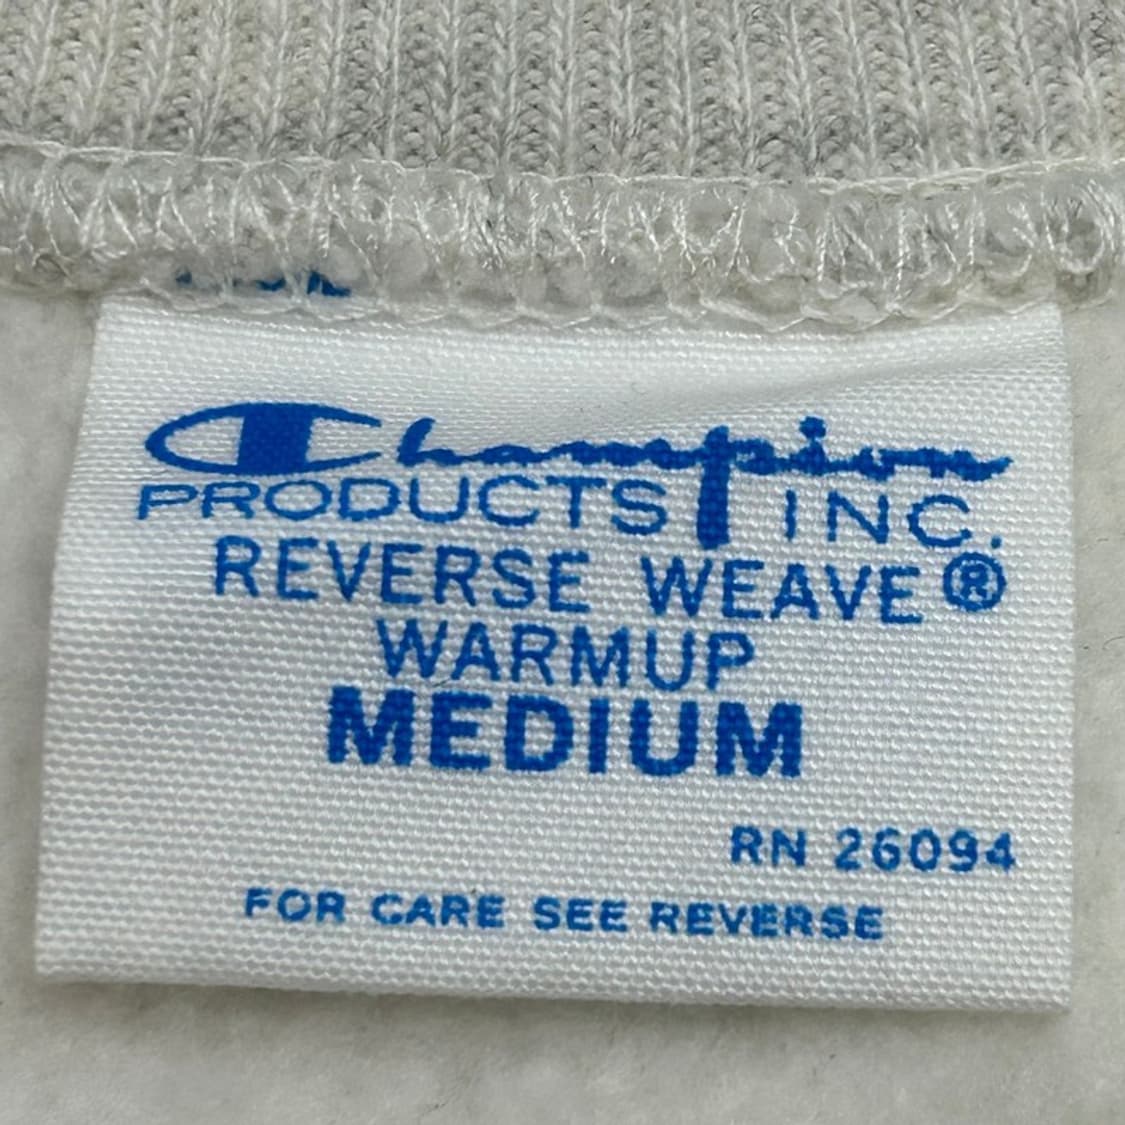 Champion
PRODUCTS INC.
REVERSE WEAVE®
WARMUP
MEDIUM
RN 26094
FOR CARE SEE REVERSE